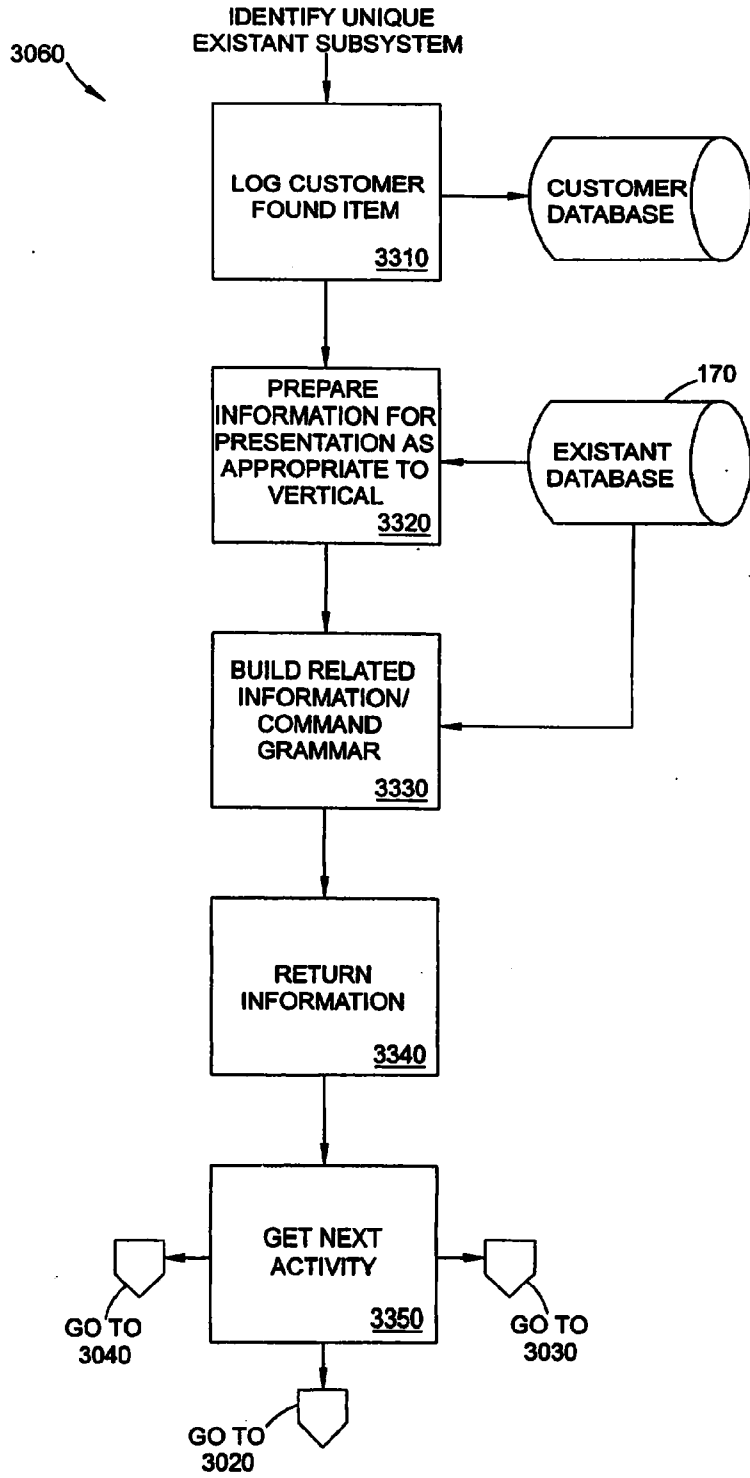 IDENTIFY UNIQUE
EXISTANT SUBSYSTEM
3060
LOG CUSTOMER
FOUND ITEM
3310
CUSTOMER
DATABASE
PREPARE
INFORMATION FOR
PRESENTATION AS
APPROPRIATE TO
VERTICAL
3320
170
EXISTANT
DATABASE
BUILD RELATED
INFORMATION/
COMMAND
GRAMMAR
3330
RETURN
INFORMATION
3340
GET NEXT
ACTIVITY
3350
GO TO
3040
GO TO
3030
GO TO
3020